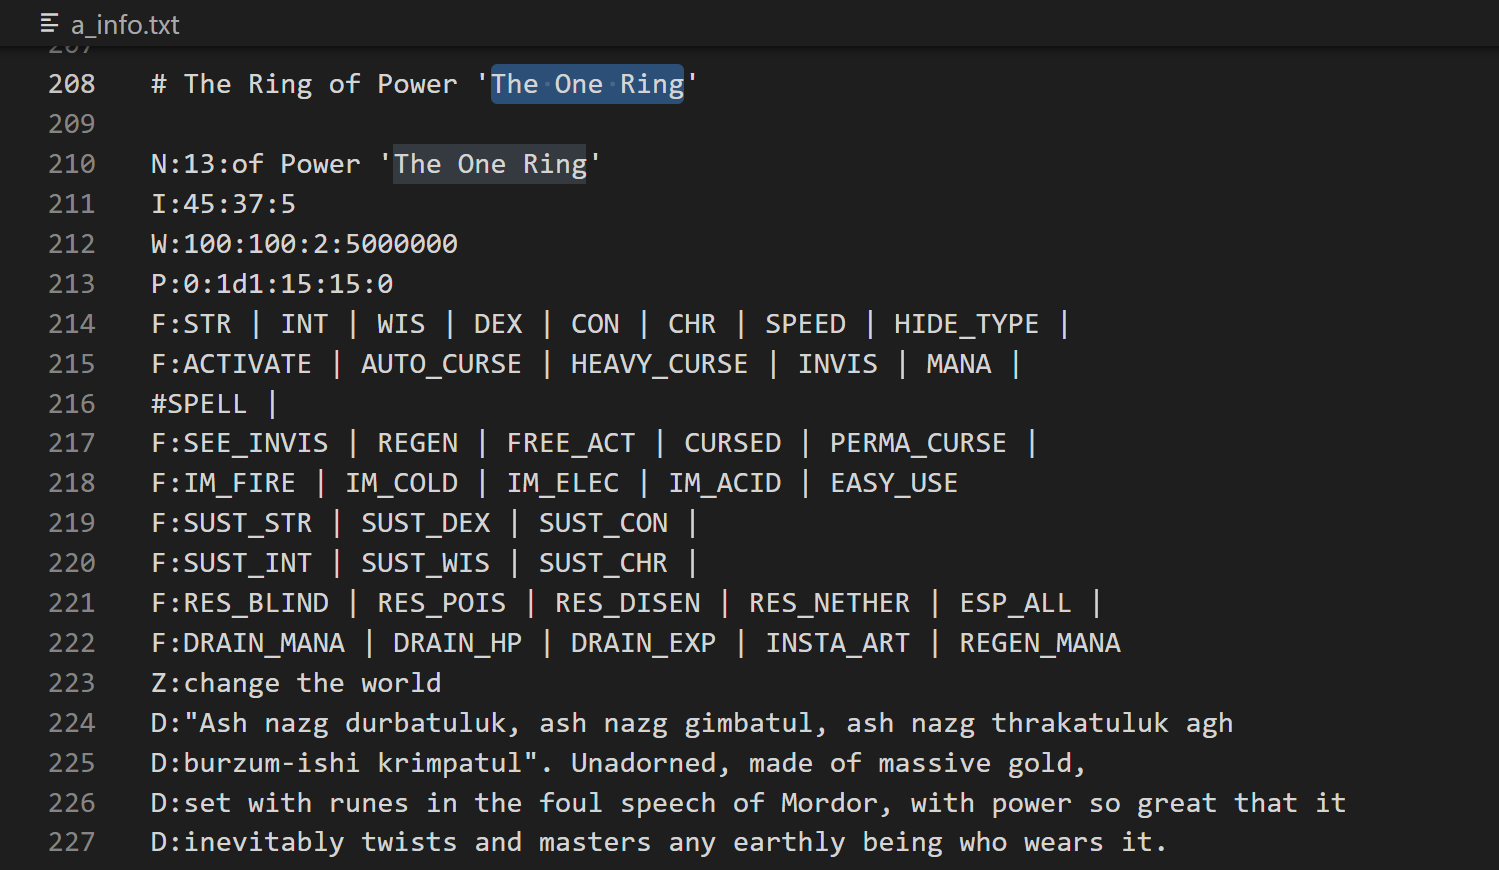 a_info.txt
207
208 # The Ring of Power 'The One Ring'
209
210 N:13:of Power 'The One Ring'
211 I:45:37:5
212 W:100:100:2:5000000
213 P:0:1d1:15:15:0
214 F:STR | INT | WIS | DEX | CON | CHR | SPEED | HIDE_TYPE |
215 F:ACTIVATE | AUTO_CURSE | HEAVY_CURSE | INVIS | MANA |
216 #SPELL |
217 F:SEE_INVIS | REGEN | FREE_ACT | CURSED | PERMA_CURSE |
218 F:IM_FIRE | IM_COLD | IM_ELEC | IM_ACID | EASY_USE
219 F:SUST_STR | SUST_DEX | SUST_CON |
220 F:SUST_INT | SUST_WIS | SUST_CHR |
221 F:RES_BLIND | RES_POIS | RES_DISEN | RES_NETHER | ESP_ALL |
222 F:DRAIN_MANA | DRAIN_HP | DRAIN_EXP | INSTA_ART | REGEN_MANA
223 Z:change the world
224 D:"Ash nazg durbatuluk, ash nazg gimbatul, ash nazg thrakatuluk agh
225 D:burzum-ishi krimpatul". Unadorned, made of massive gold,
226 D:set with runes in the foul speech of Mordor, with power so great that it
227 D:inevitably twists and masters any earthly being who wears it.